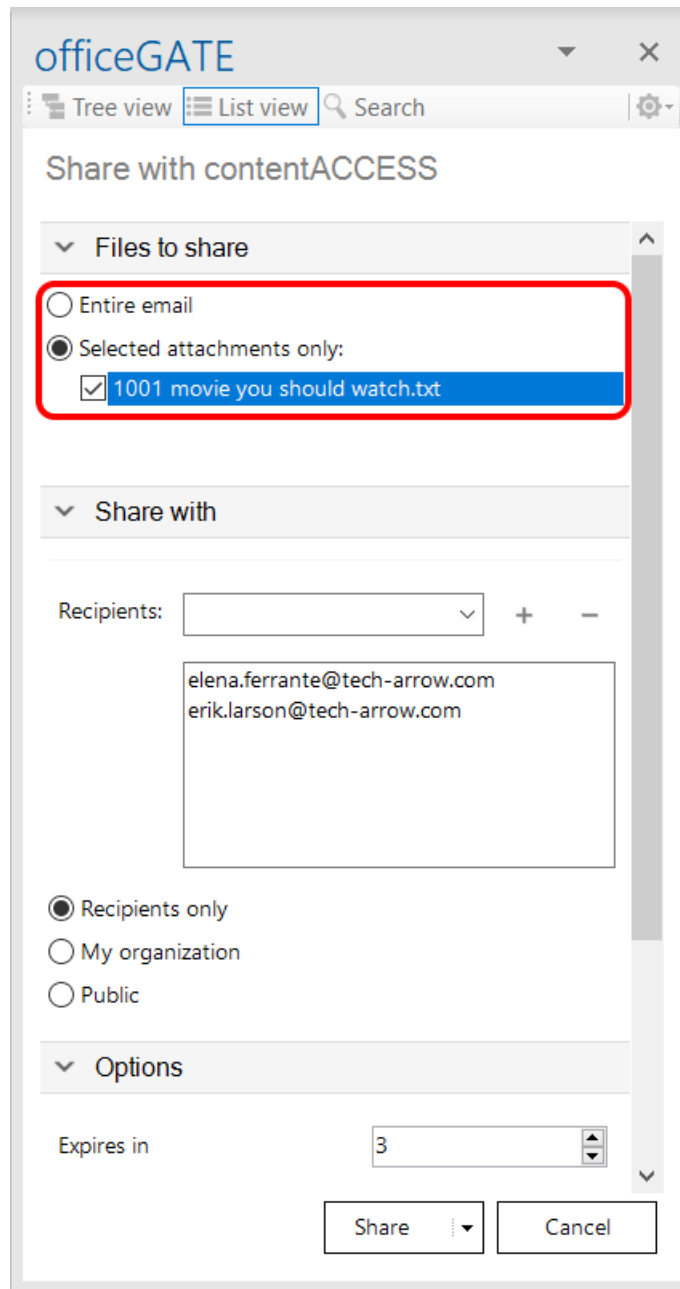 officeGATE
Tree view List view Search
Share with contentACCESS
Files to share
Entire email
Selected attachments only:
1001 movie you should watch.txt
Share with
Recipients:
elena.ferrante@tech-arrow.com
erik.larson@tech-arrow.com
Recipients only
My organization
Public
Options
Expires in 3
Share Cancel